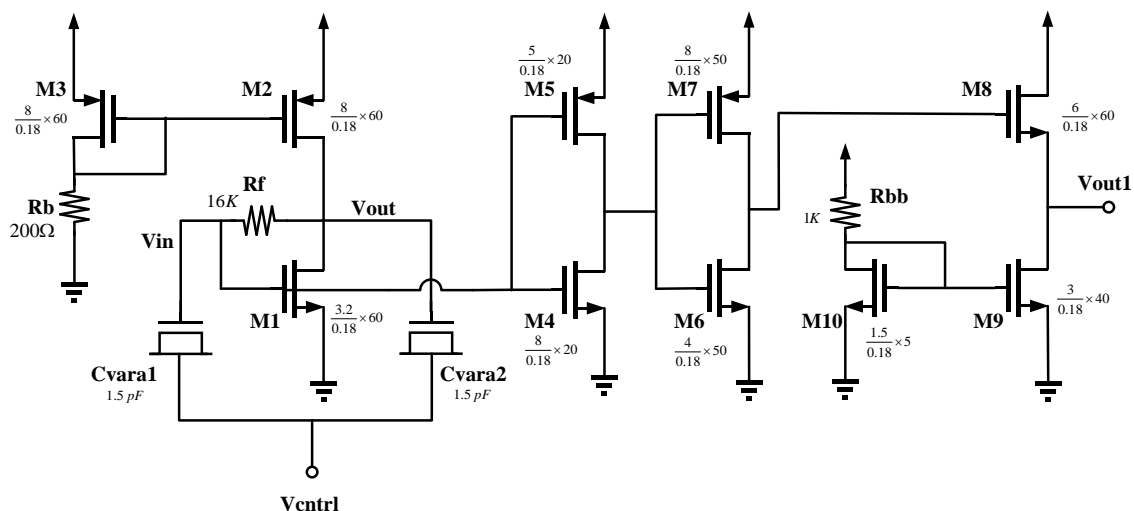 M3
8/0.18 ×60
M2
8/0.18 ×60
5/0.18 ×20
M5
8/0.18 ×50
M7
M8
6/0.18 ×60
Rb
200Ω
16K
Rf
Vin
Vout
Rbb
1K
Vout1
M1
3.2/0.18 ×60
M4
8/0.18 ×20
M6
4/0.18 ×50
M10
1.5/0.18 ×5
M9
3/0.18 ×40
Cvara1
1.5 pF
Cvara2
1.5 pF
Vcntrl